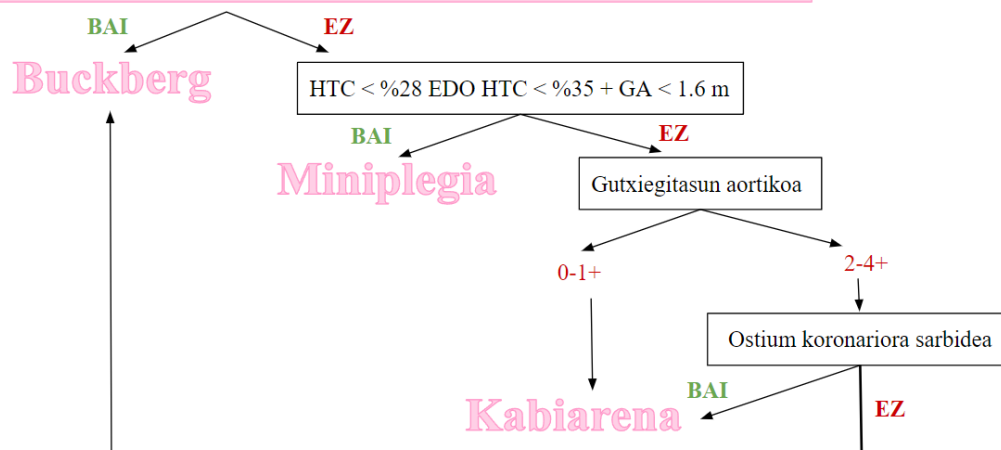 BAI
EZ
Buckberg
HTC < %28 EDO HTC < %35 + GA < 1.6 m
BAI
EZ
Miniplegia
Gutxiegitasun aortikoa
0-1+
2-4+
Ostium koronariora sarbidea
BAI
EZ
Kabiarena